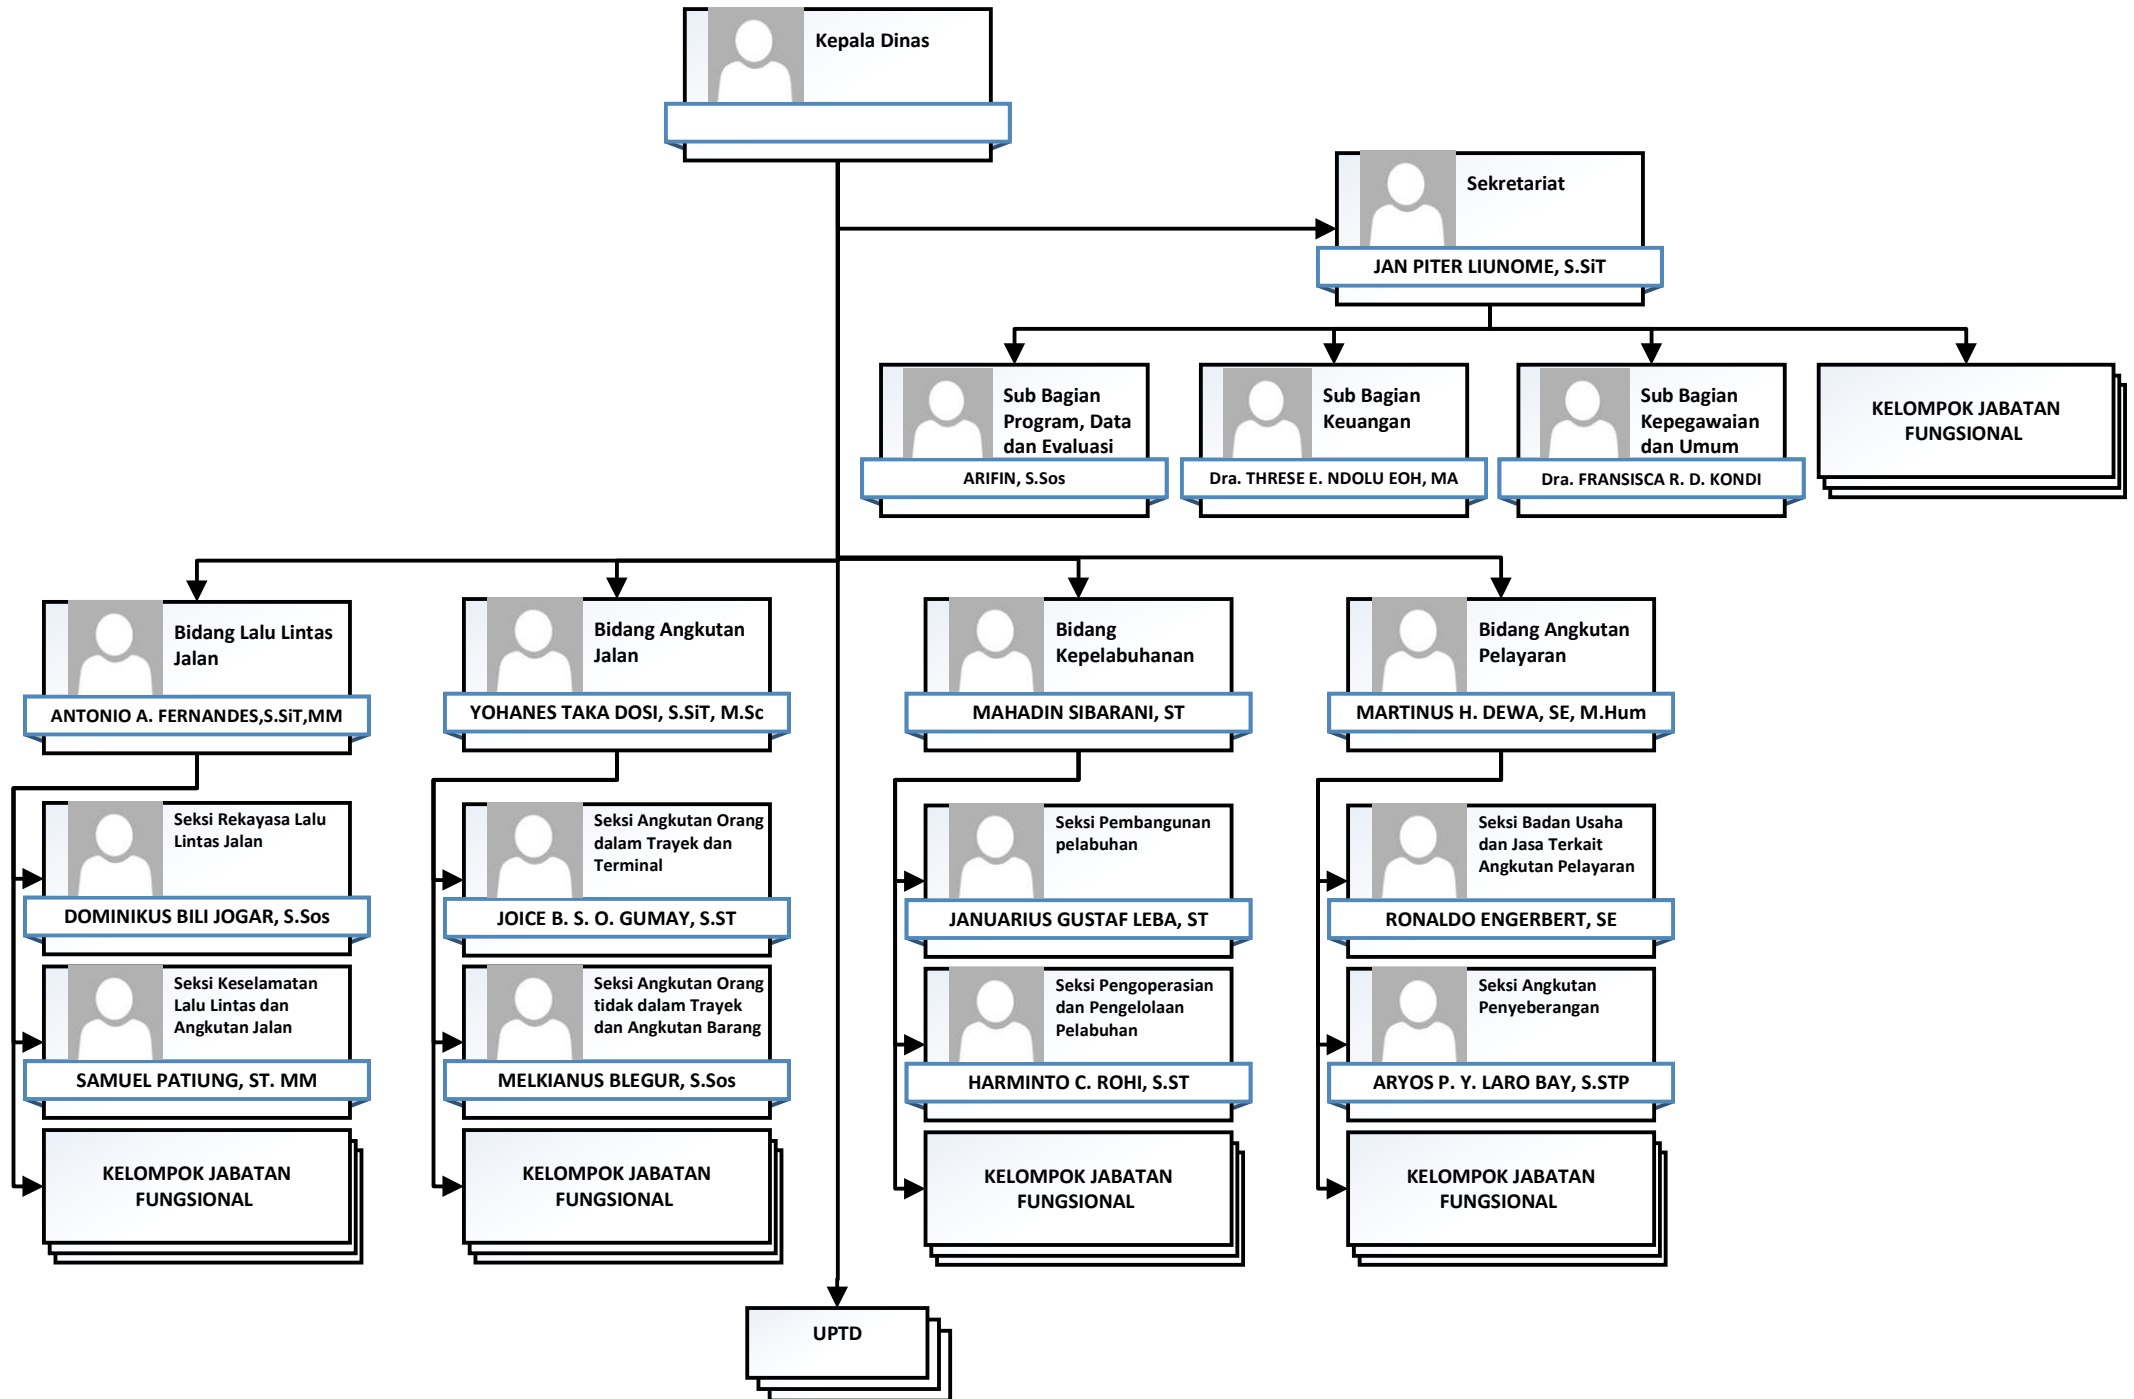 Kepala Dinas
Sekretariat
JAN PITER LIUNOME, S.SiT
Sub Bagian
Program, Data
dan Evaluasi
ARIFIN, S.Sos
Sub Bagian
Keuangan
Dra. THRESE E. NDOLU EOH, MA
Sub Bagian
Kepegawaian
dan Umum
Dra. FRANSISCA R. D. KONDI
KELOMPOK JABATAN
FUNGSIONAL
Bidang Lalu Lintas
Jalan
ANTONIO A. FERNANDES,S.SiT,MM
Bidang Angkutan
Jalan
YOHANES TAKA DOSI, S.SiT, M.Sc
Bidang
Kepelabuhanan
MAHADIN SIBARANI, ST
Bidang Angkutan
Pelayaran
MARTINUS H. DEWA, SE, M.Hum
Seksi Rekayasa Lalu
Lintas Jalan
DOMINIKUS BILI JOGAR, S.Sos
Seksi Angkutan Orang
dalam Trayek dan
Terminal
JOICE B. S. O. GUMAY, S.ST
Seksi Pembangunan
pelabuhan
JANUARIUS GUSTAF LEBA, ST
Seksi Badan Usaha
dan Jasa Terkait
Angkutan Pelayaran
RONALDO ENGERBERT, SE
Seksi Keselamatan
Lalu Lintas dan
Angkutan Jalan
SAMUEL PATIUNG, ST. MM
Seksi Angkutan Orang
tidak dalam Trayek
dan Angkutan Barang
MELKIANUS BLEGUR, S.Sos
Seksi Pengoperasian
dan Pengelolaan
Pelabuhan
HARMINTO C. ROHI, S.ST
Seksi Angkutan
Penyeberangan
ARYOS P. Y. LARO BAY, S.STP
KELOMPOK JABATAN
FUNGSIONAL
KELOMPOK JABATAN
FUNGSIONAL
KELOMPOK JABATAN
FUNGSIONAL
KELOMPOK JABATAN
FUNGSIONAL
UPTD